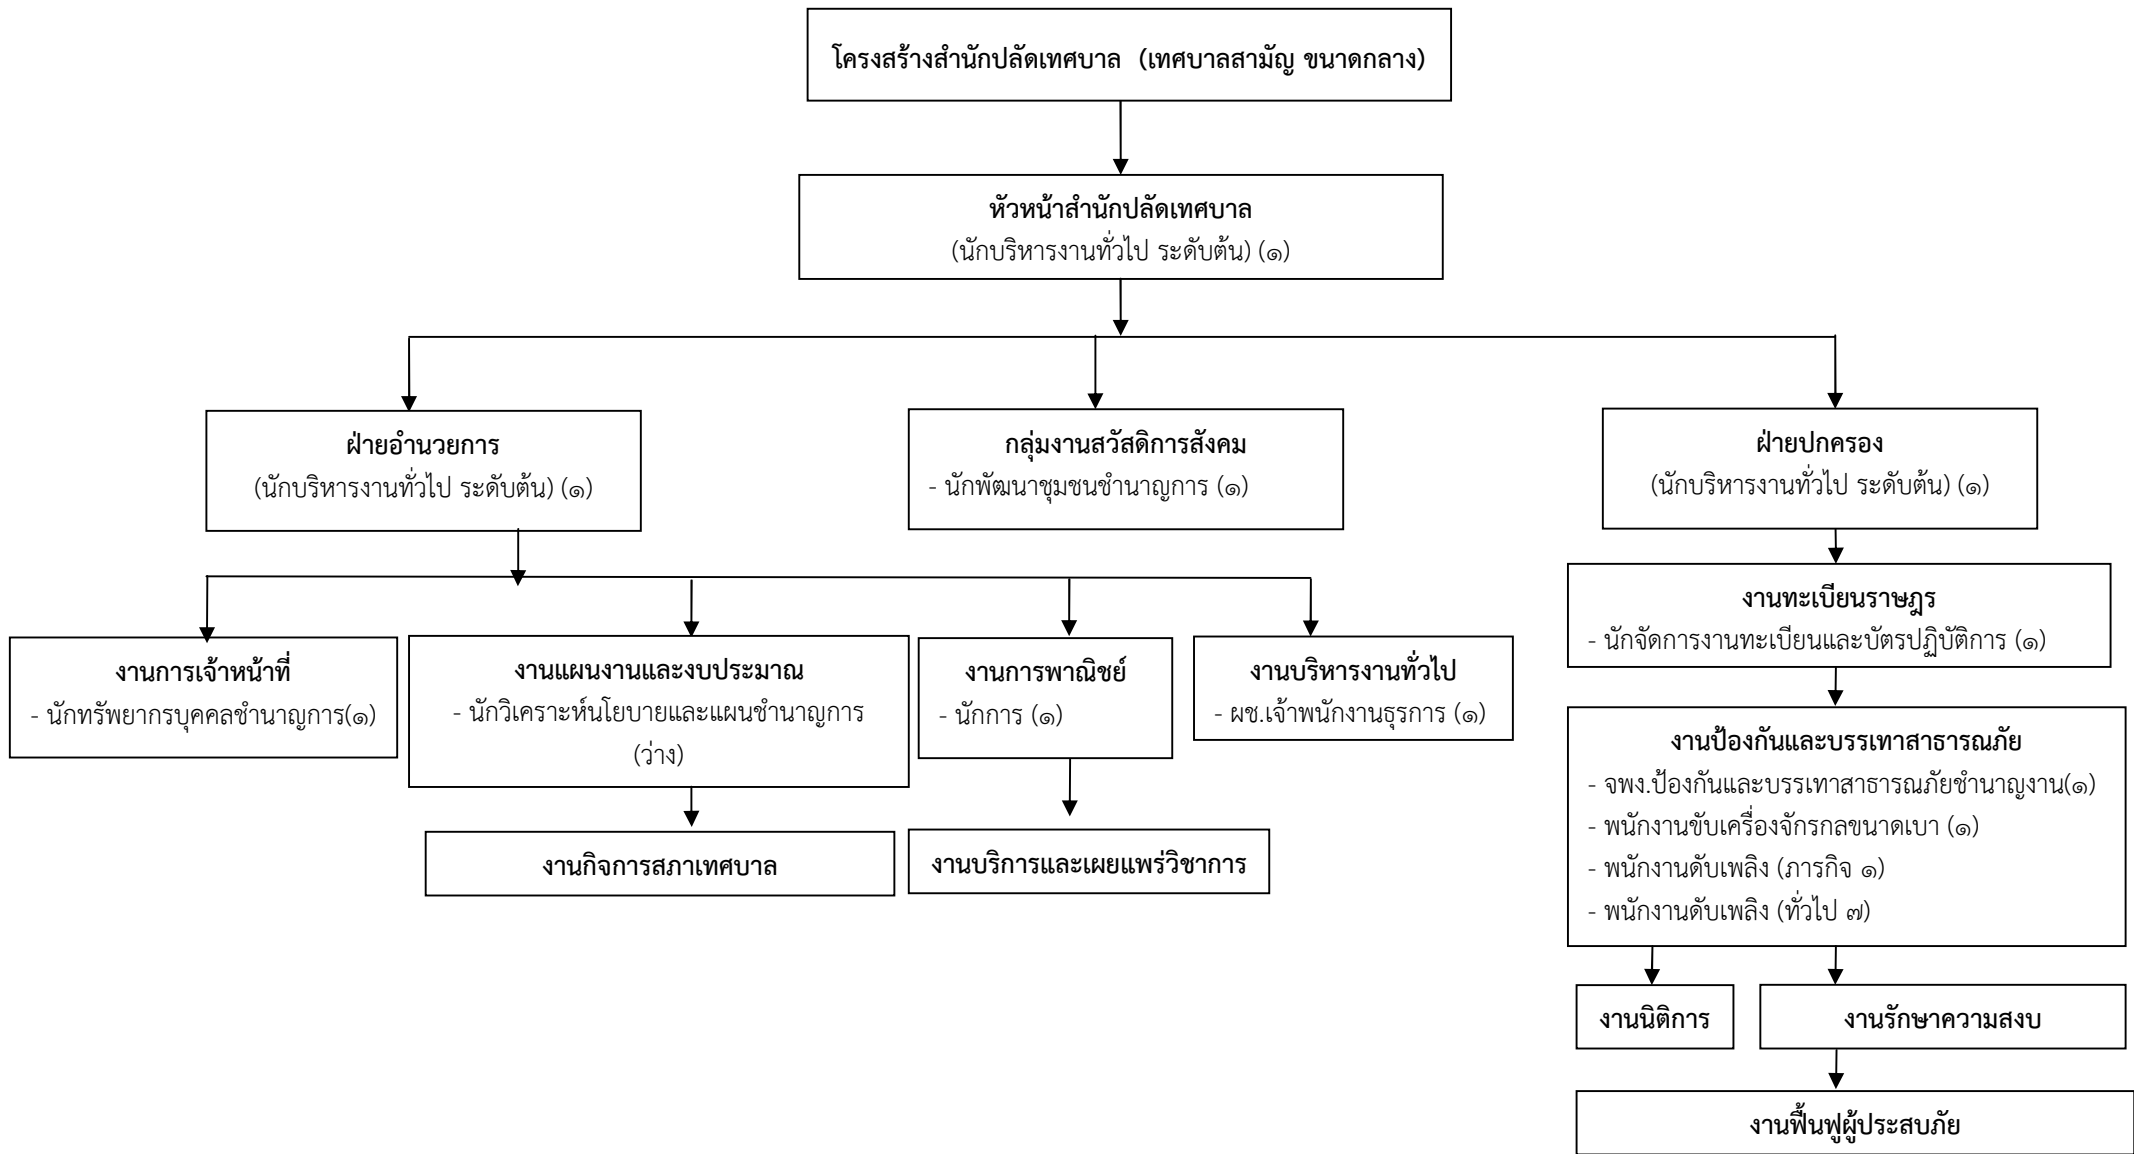 โครงสร้างสำนักปลัดเทศบาล (เทศบาลสามัญ ขนาดกลาง)
หัวหน้าสำนักปลัดเทศบาล
(นักบริหารงานทั่วไป ระดับต้น) (๑)
ฝ่ายอำนวยการ
(นักบริหารงานทั่วไป ระดับต้น) (๑)
กลุ่มงานสวัสดิการสังคม
- นักพัฒนาชุมชนชำนาญการ (๑)
ฝ่ายปกครอง
(นักบริหารงานทั่วไป ระดับต้น) (๑)
งานการเจ้าหน้าที่
- นักทรัพยากรบุคคลชำนาญการ(๑)
งานแผนงานและงบประมาณ
- นักวิเคราะห์นโยบายและแผนชำนาญการ
(ว่าง)
งานการพาณิชย์
- นักการ (๑)
งานบริหารงานทั่วไป
- ผช.เจ้าพนักงานธุรการ (๑)
งานกิจการสภาเทศบาล
งานบริการและเผยแพร่วิชาการ
งานทะเบียนราษฎร
- นักจัดการงานทะเบียนและบัตรปฏิบัติการ (๑)
งานป้องกันและบรรเทาสาธารณภัย
- จพง.ป้องกันและบรรเทาสาธารณภัยชำนาญงาน(๑)
- พนักงานขับเครื่องจักรกลขนาดเบา (๑)
- พนักงานดับเพลิง (ภารกิจ ๑)
- พนักงานดับเพลิง (ทั่วไป ๗)
งานนิติการ
งานรักษาความสงบ
งานฟื้นฟูผู้ประสบภัย